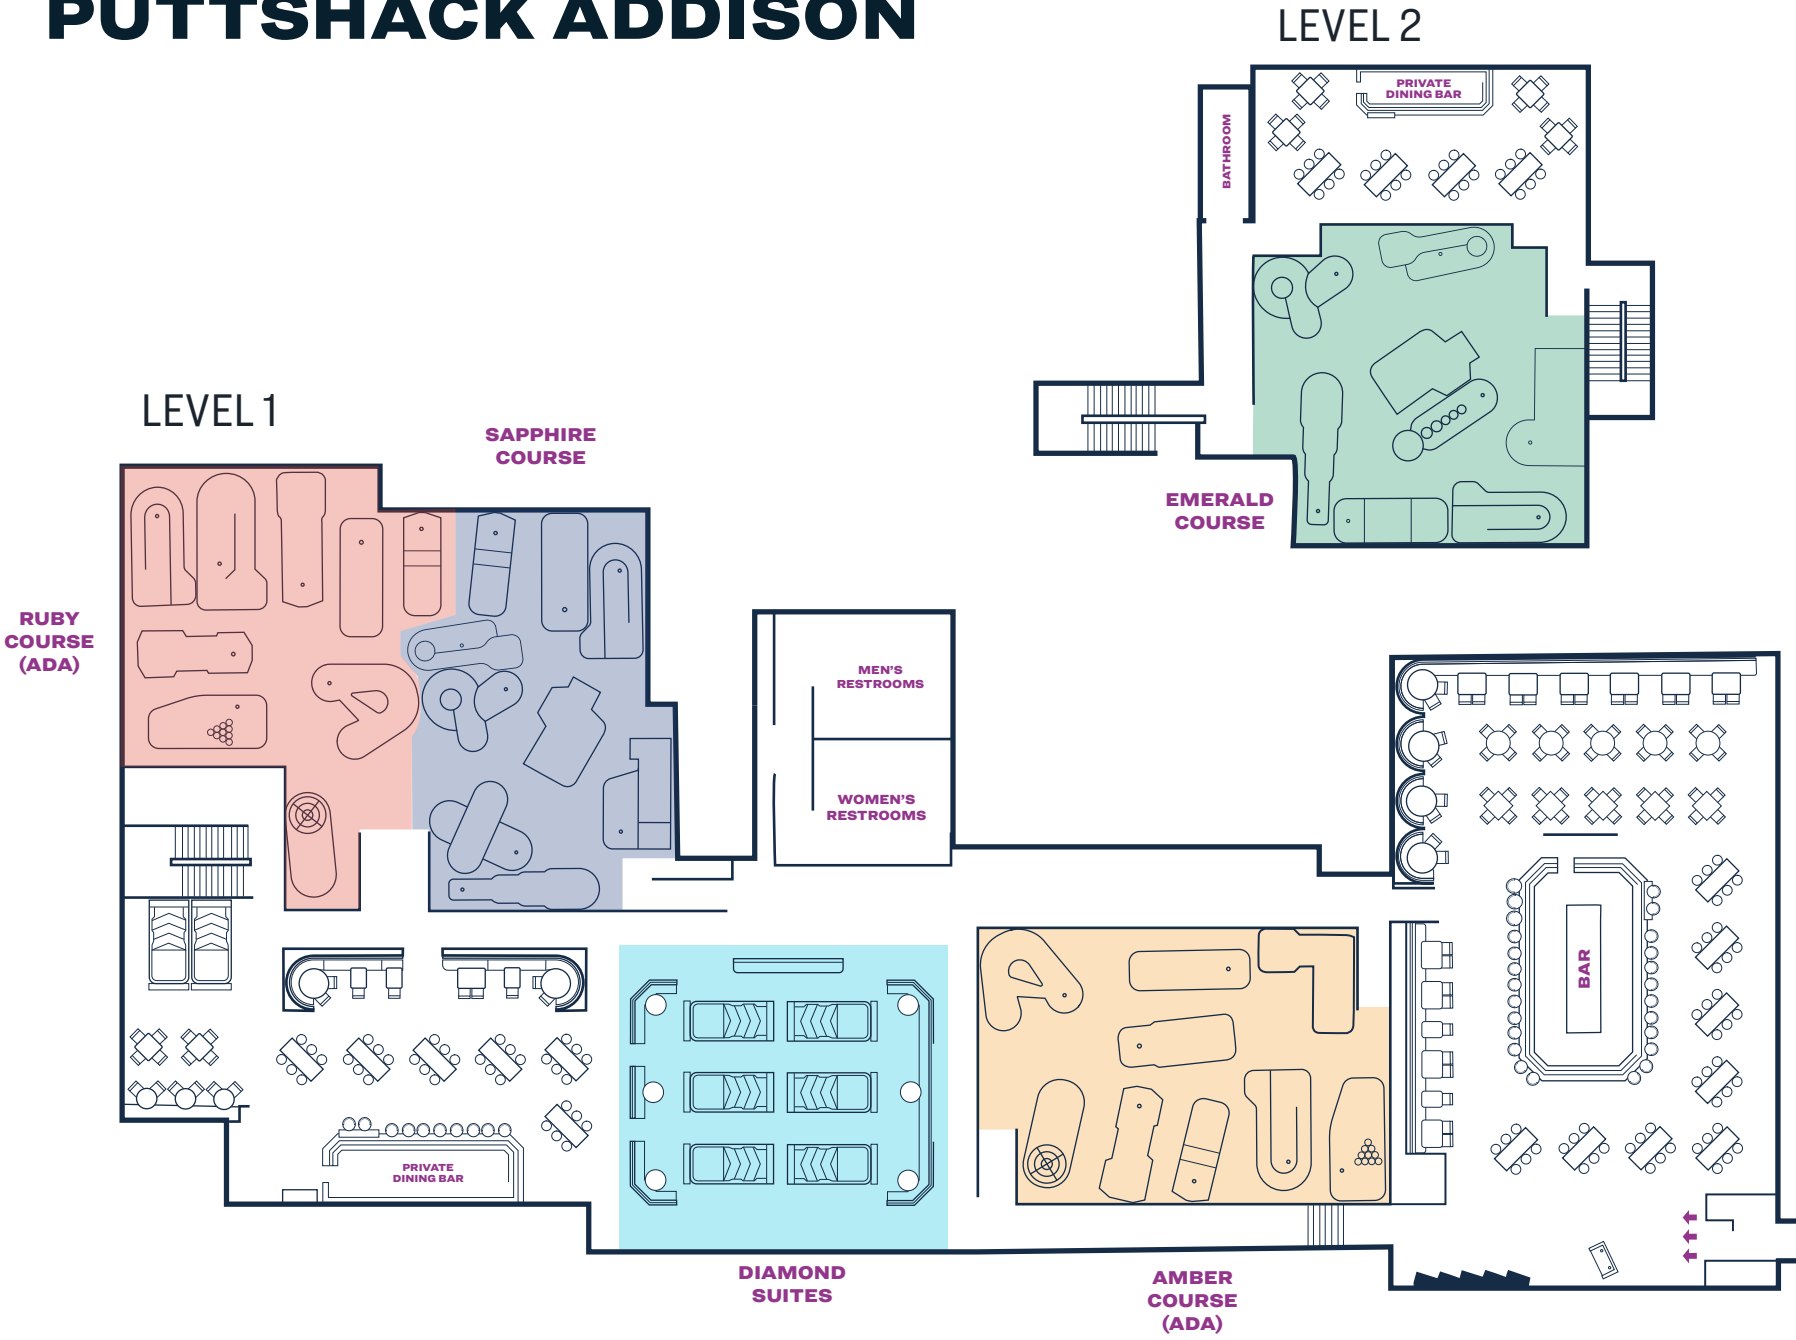 PUTTSHACK ADDISON
LEVEL 2
PRIVATE
DINING BAR
BATHROOM
EMERALD
COURSE
LEVEL 1
SAPPHIRE
COURSE
RUBY
COURSE
(ADA)
MEN'S
RESTROOMS
WOMEN'S
RESTROOMS
BAR
PRIVATE
DINING BAR
DIAMOND
SUITES
AMBER
COURSE
(ADA)